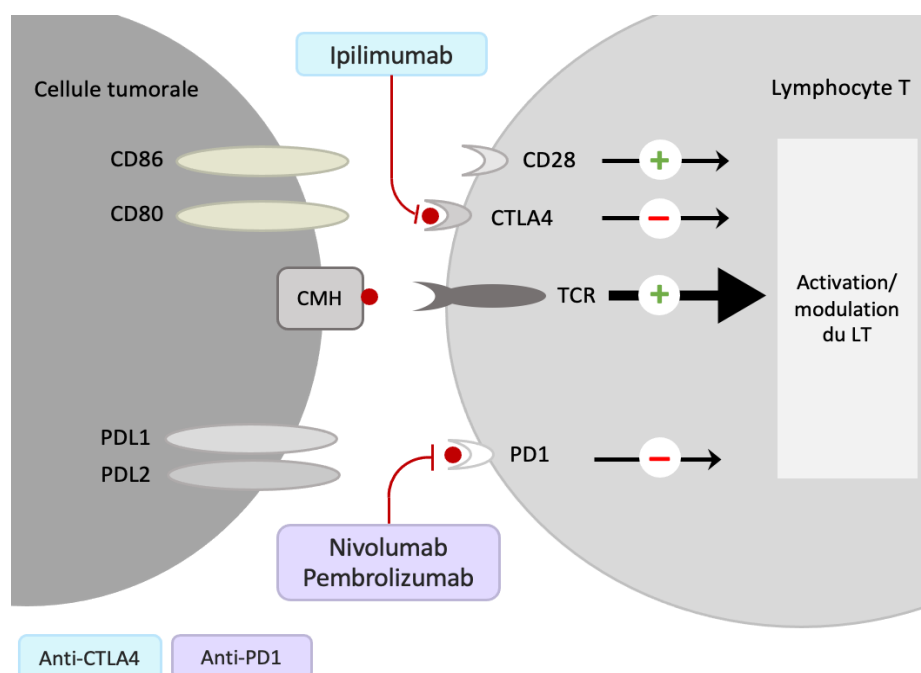 Ipilimumab
Cellule tumorale
Lymphocyte T
CD86
CD28
+
CD80
CTLA4
−
CMH
TCR
+
Activation/
modulation
du LT
PDL1
PDL2
PD1
−
Nivolumab
Pembrolizumab
Anti-CTLA4
Anti-PD1